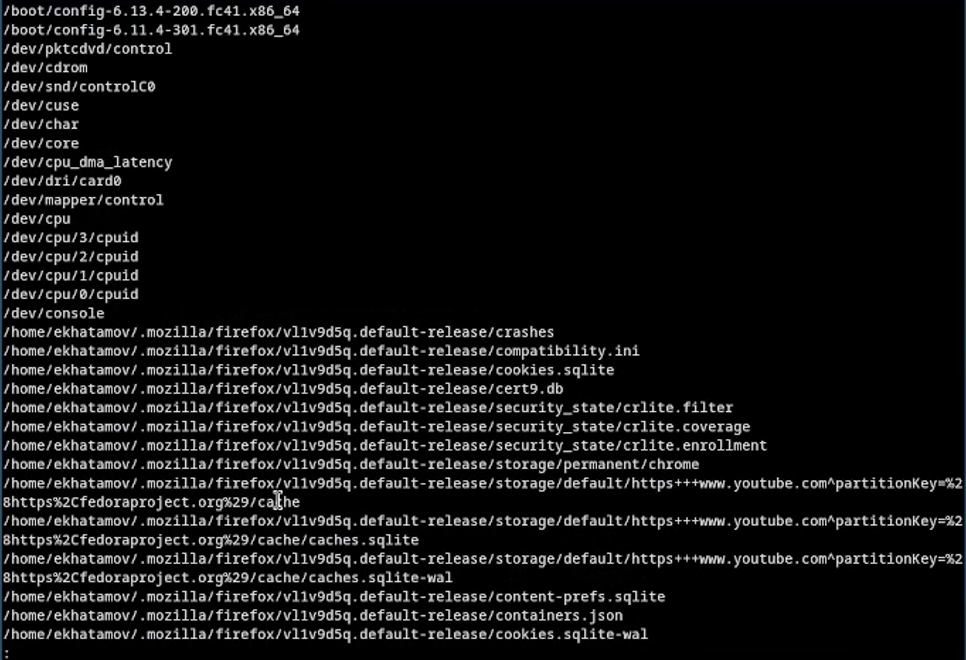 /boot/config-6.13.4-200.fc41.x86_64
/boot/config-6.11.4-301.fc41.x86_64
/dev/pktcdvd/control
/dev/cdrom
/dev/snd/controlC0
/dev/cuse
/dev/char
/dev/core
/dev/cpu_dma_latency
/dev/dri/card0
/dev/mapper/control
/dev/cpu
/dev/cpu/3/cpuid
/dev/cpu/2/cpuid
/dev/cpu/1/cpuid
/dev/cpu/0/cpuid
/dev/console
/home/ekhatamov/.mozilla/firefox/vl1v9d5q.default-release/crashes
/home/ekhatamov/.mozilla/firefox/vl1v9d5q.default-release/compatibility.ini
/home/ekhatamov/.mozilla/firefox/vl1v9d5q.default-release/cookies.sqlite
/home/ekhatamov/.mozilla/firefox/vl1v9d5q.default-release/cert9.db
/home/ekhatamov/.mozilla/firefox/vl1v9d5q.default-release/security_state/crlite.filter
/home/ekhatamov/.mozilla/firefox/vl1v9d5q.default-release/security_state/crlite.coverage
/home/ekhatamov/.mozilla/firefox/vl1v9d5q.default-release/security_state/crlite.enrollment
/home/ekhatamov/.mozilla/firefox/vl1v9d5q.default-release/storage/permanent/chrome
/home/ekhatamov/.mozilla/firefox/vl1v9d5q.default-release/storage/default/https+++www.youtube.com^partitionKey=%2
8https%2Cfedoraproject.org%29/cache
/home/ekhatamov/.mozilla/firefox/vl1v9d5q.default-release/storage/default/https+++www.youtube.com^partitionKey=%2
8https%2Cfedoraproject.org%29/cache/caches.sqlite
/home/ekhatamov/.mozilla/firefox/vl1v9d5q.default-release/storage/default/https+++www.youtube.com^partitionKey=%2
8https%2Cfedoraproject.org%29/cache/caches.sqlite-wal
/home/ekhatamov/.mozilla/firefox/vl1v9d5q.default-release/content-prefs.sqlite
/home/ekhatamov/.mozilla/firefox/vl1v9d5q.default-release/containers.json
/home/ekhatamov/.mozilla/firefox/vl1v9d5q.default-release/cookies.sqlite-wal
: